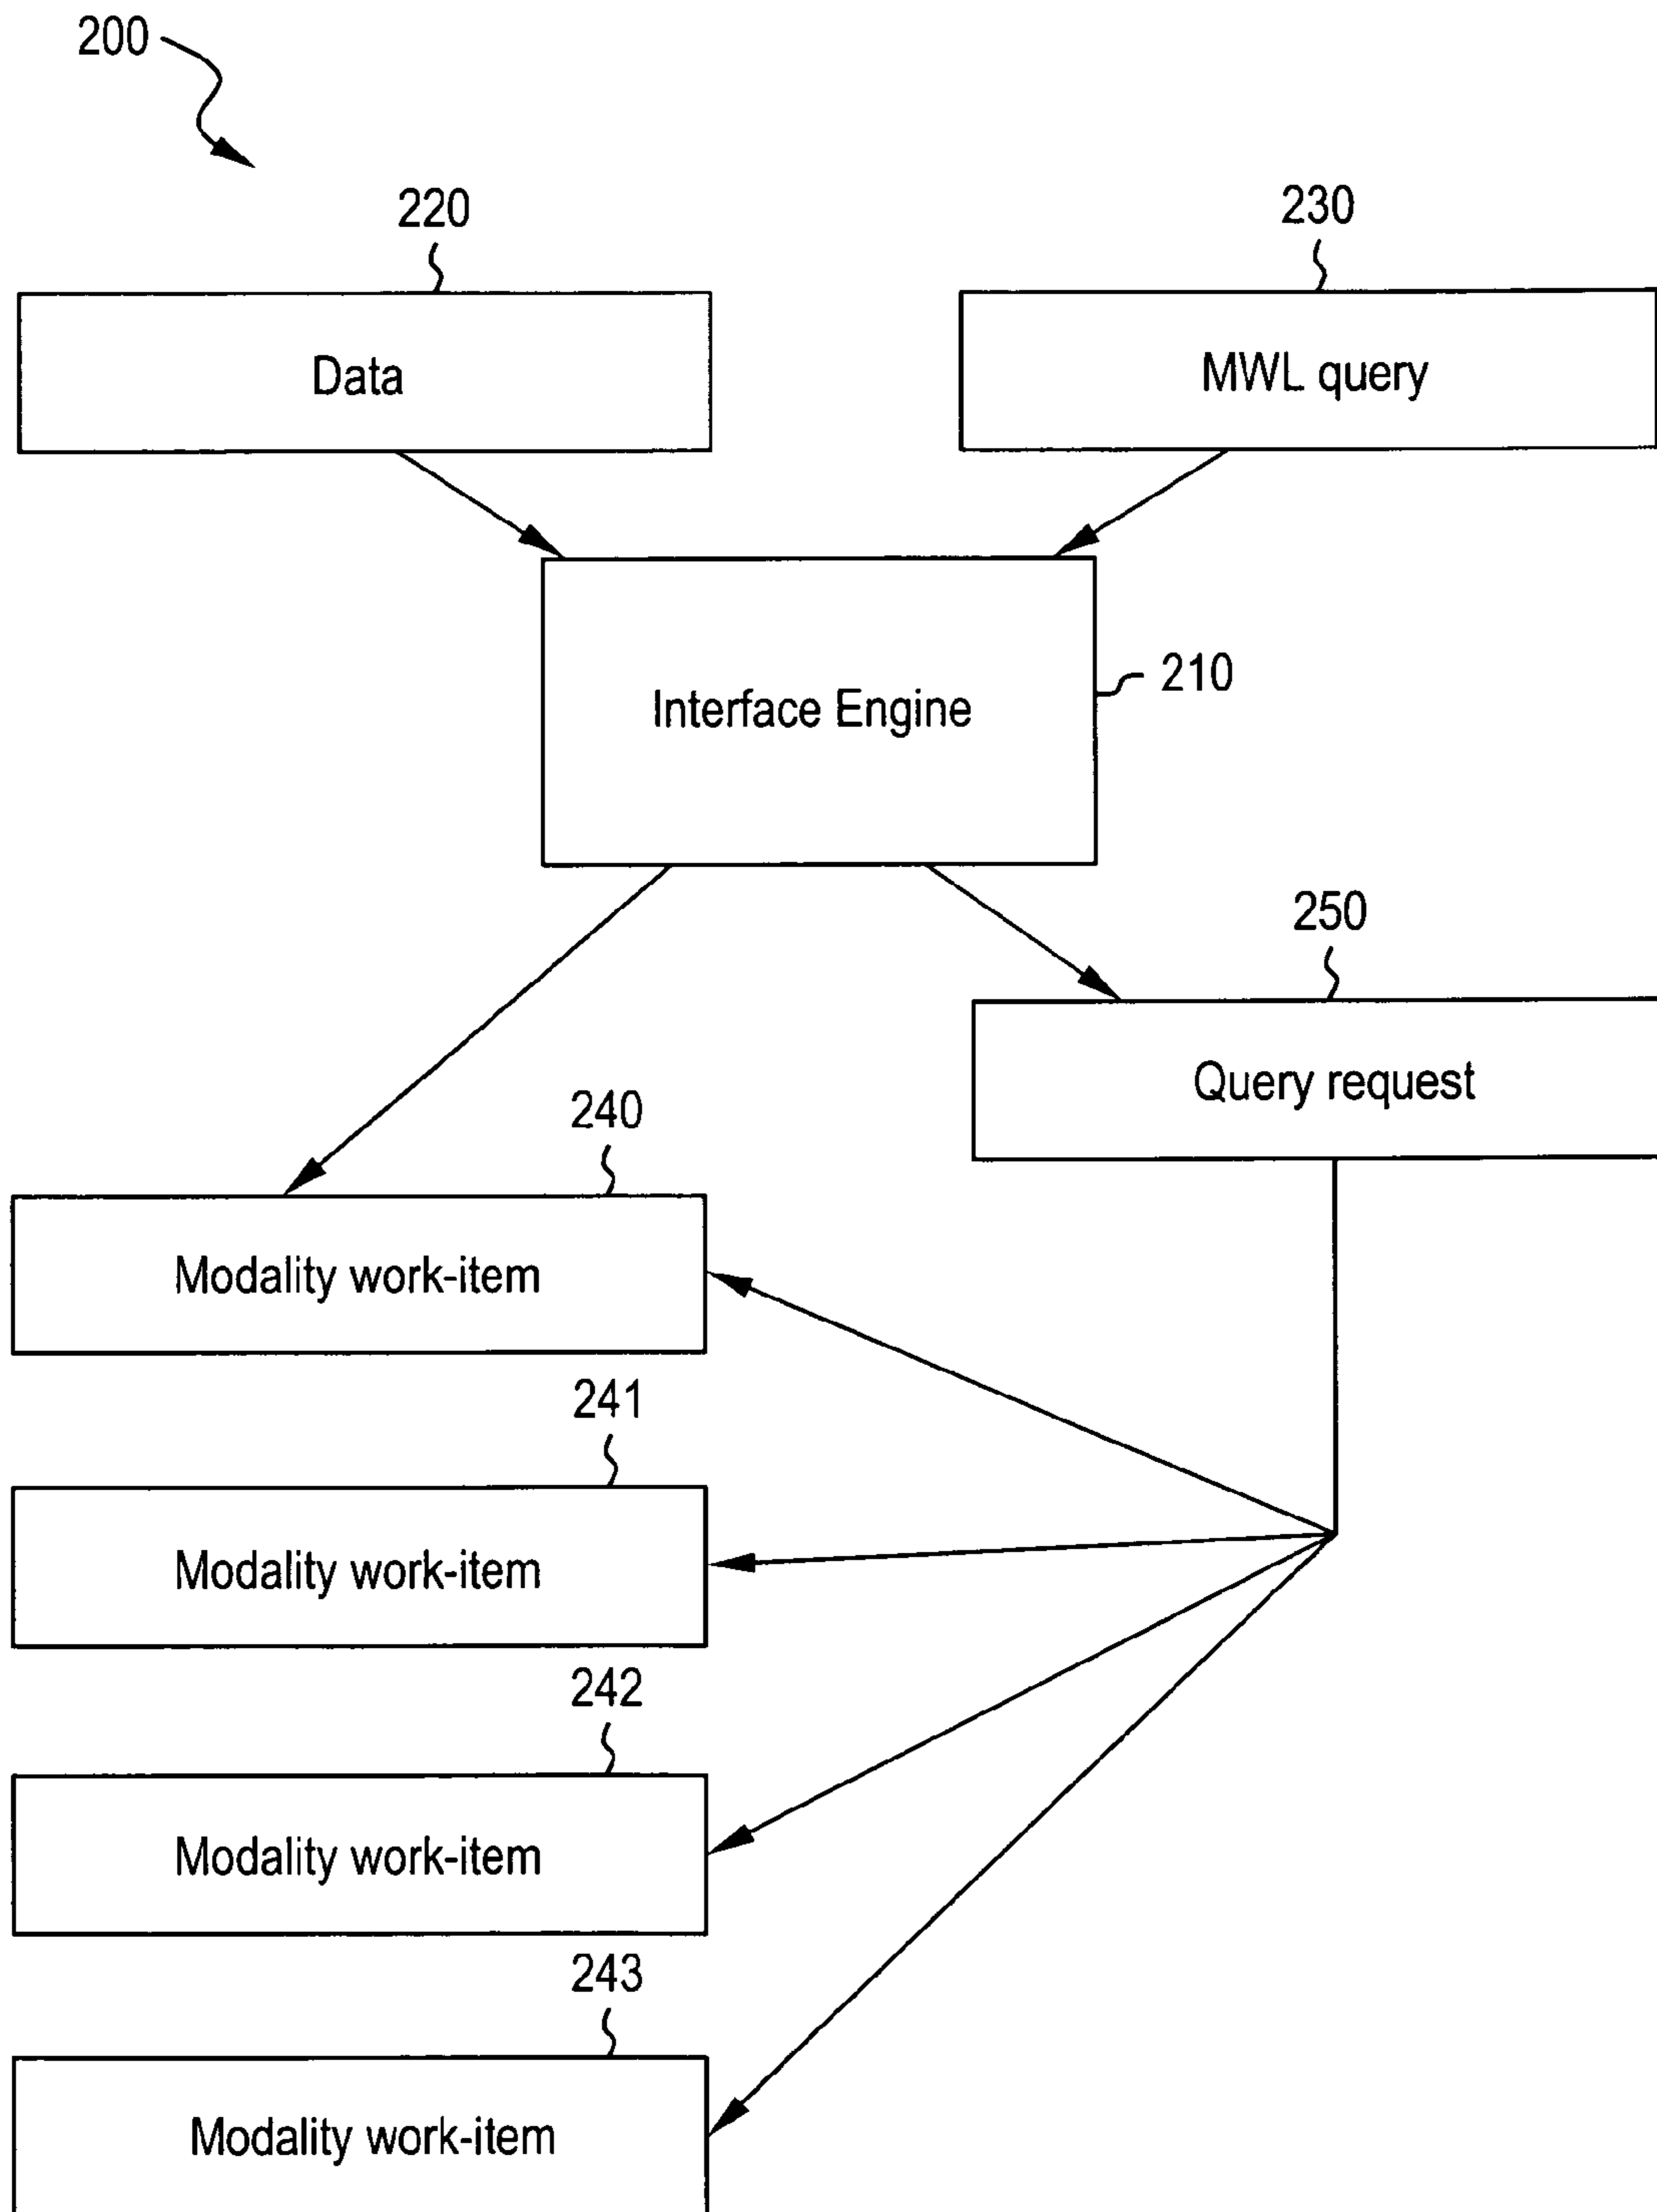 200
220
230
Data
MWL query
Interface Engine
210
250
Query request
240
Modality work-item
241
Modality work-item
242
Modality work-item
243
Modality work-item